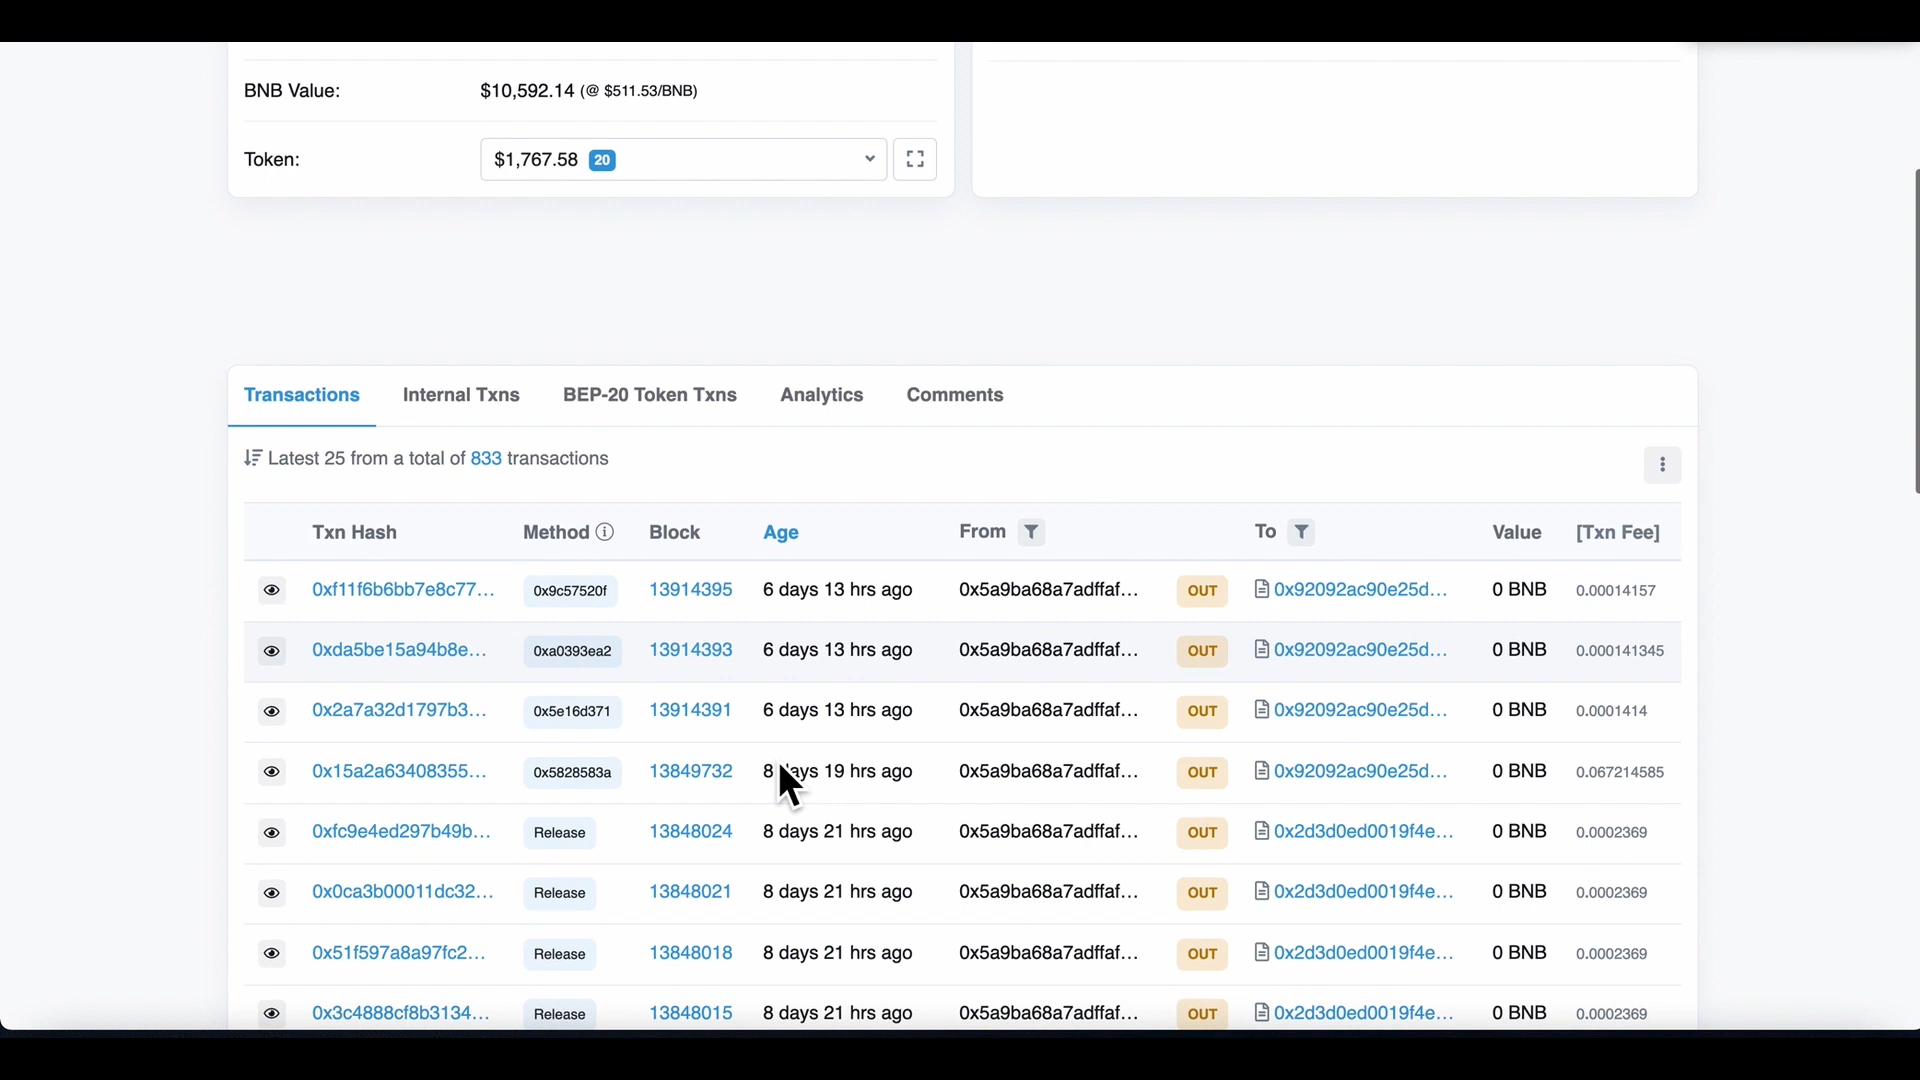 BNB Value: $10,592.14 (@ $511.53/BNB)
Token: $1,767.58 20
Transactions Internal Txns BEP-20 Token Txns Analytics Comments
Latest 25 from a total of 833 transactions
Txn Hash Method Block Age From To Value [Txn Fee]
0xf11f6b6bb7e8c77... 0x9c57520f 13914395 6 days 13 hrs ago 0x5a9ba68a7adffaf... OUT 0x92092ac90e25d... 0 BNB 0.00014157
0xda5be15a94b8e... 0xa0393ea2 13914393 6 days 13 hrs ago 0x5a9ba68a7adffaf... OUT 0x92092ac90e25d... 0 BNB 0.000141345
0x2a7a32d1797b3... 0x5e16d371 13914391 6 days 13 hrs ago 0x5a9ba68a7adffaf... OUT 0x92092ac90e25d... 0 BNB 0.0001414
0x15a2a63408355... 0x5828583a 13849732 8 days 19 hrs ago 0x5a9ba68a7adffaf... OUT 0x92092ac90e25d... 0 BNB 0.067214585
0xfc9e4ed297b49b... Release 13848024 8 days 21 hrs ago 0x5a9ba68a7adffaf... OUT 0x2d3d0ed0019f4e... 0 BNB 0.0002369
0x0ca3b00011dc32... Release 13848021 8 days 21 hrs ago 0x5a9ba68a7adffaf... OUT 0x2d3d0ed0019f4e... 0 BNB 0.0002369
0x51f597a8a97fc2... Release 13848018 8 days 21 hrs ago 0x5a9ba68a7adffaf... OUT 0x2d3d0ed0019f4e... 0 BNB 0.0002369
0x3c4888cf8b3134... Release 13848015 8 days 21 hrs ago 0x5a9ba68a7adffaf... OUT 0x2d3d0ed0019f4e... 0 BNB 0.0002369